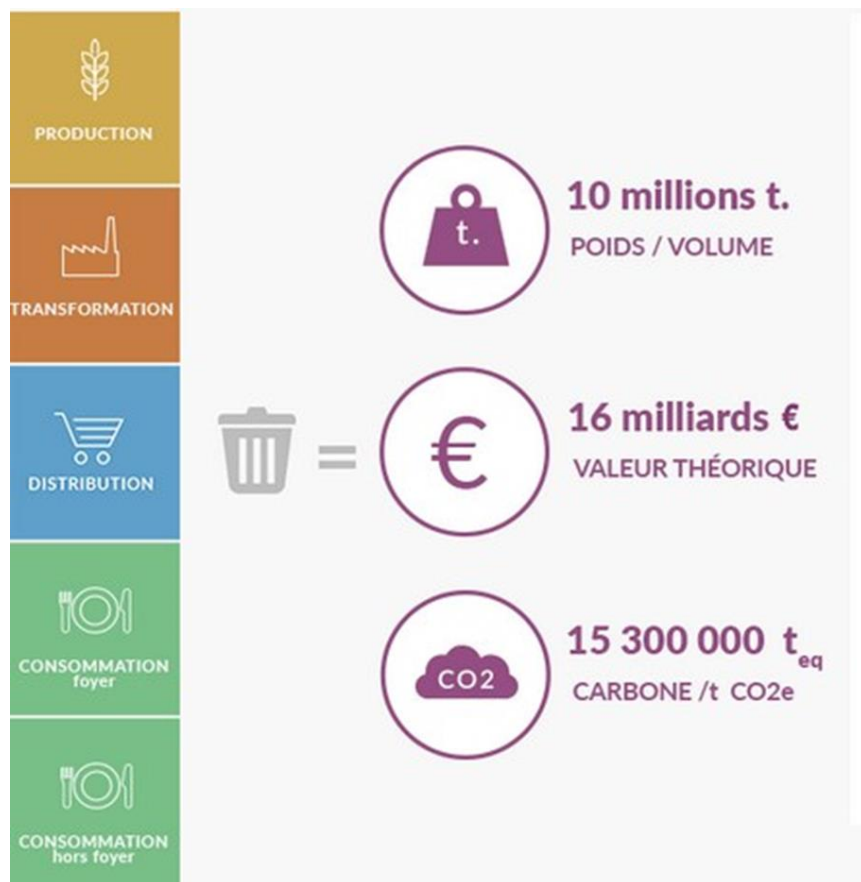 PRODUCTION
TRANSFORMATION
DISTRIBUTION
CONSOMMATION
foyer
CONSOMMATION
hors foyer
=
t.
10 millions t.
POIDS / VOLUME
€
16 milliards €
VALEUR THÉORIQUE
CO2
15 300 000 teq
CARBONE /t CO2e